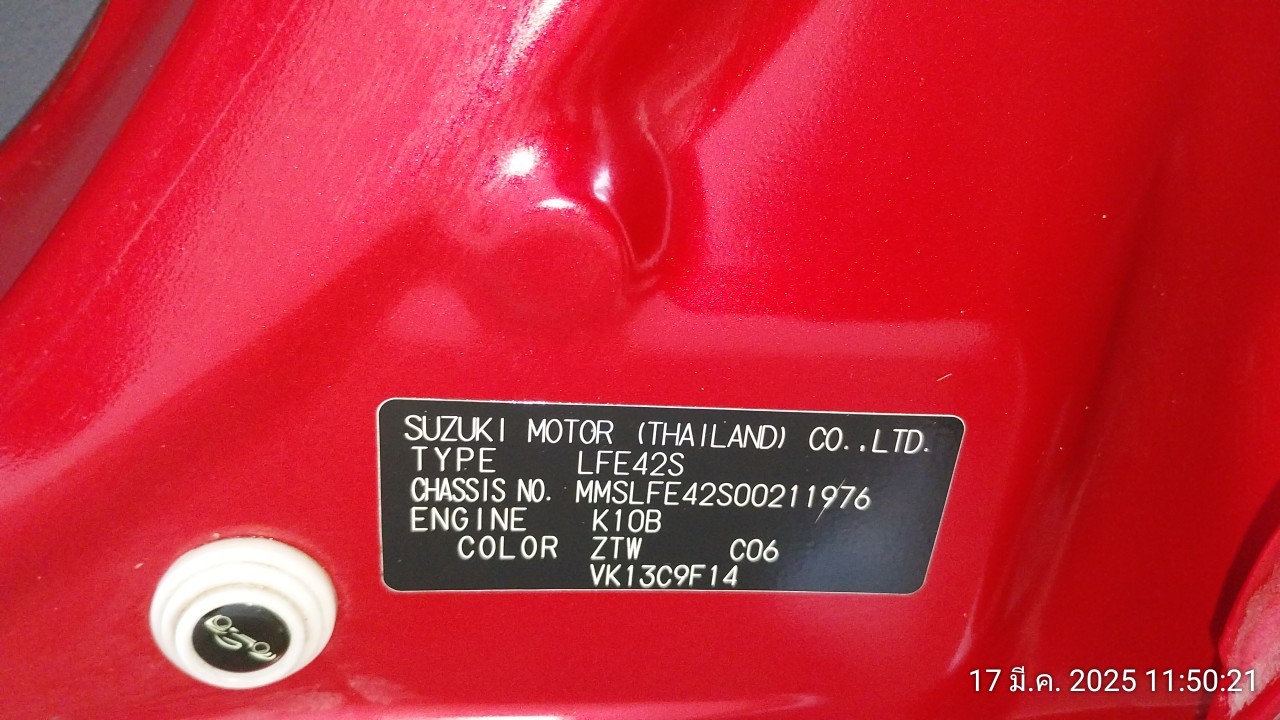 SUZUKI MOTOR (THAILAND) CO.,LTD.
TYPE LFE42S
CHASSIS NO. MMSLFE42S00211976
ENGINE K10B
COLOR ZTW C06
VK13C9F14
17 มี.ค. 2025 11:50:21